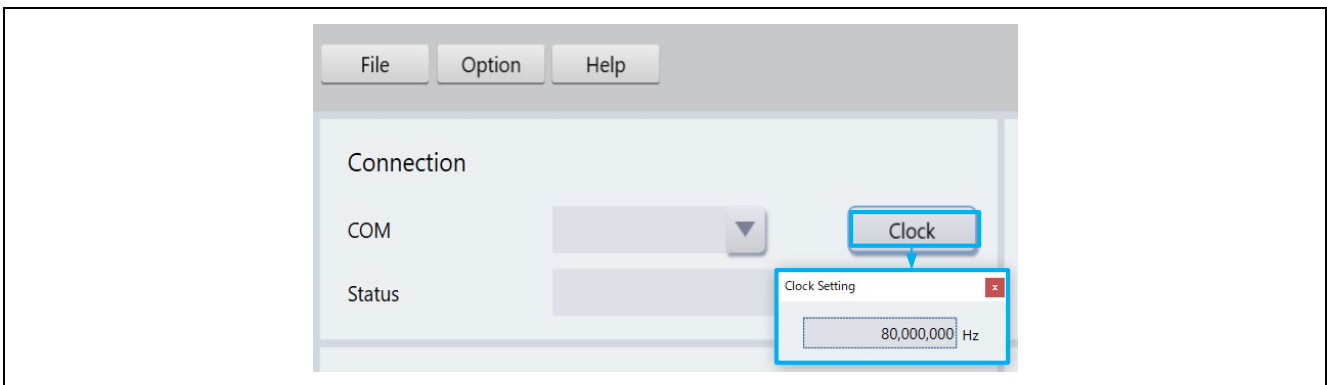 File Option Help
Connection
COM
Clock
Status
Clock Setting
x
80,000,000 Hz